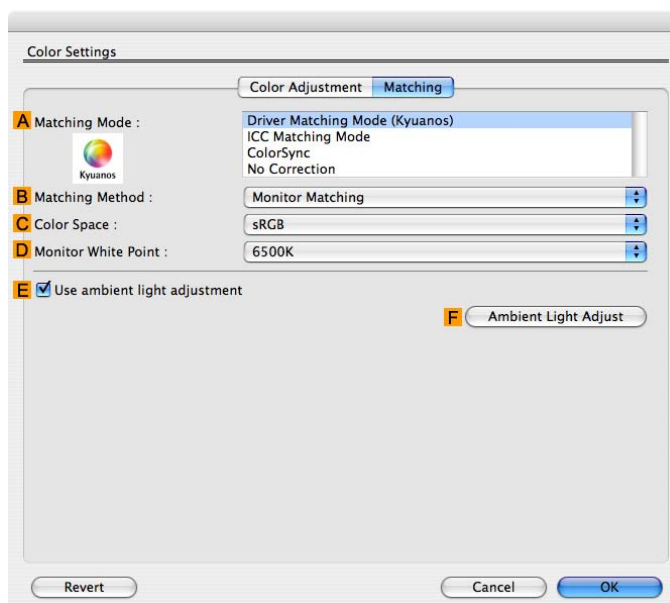 Color Settings
Color Adjustment Matching
A Matching Mode :
Driver Matching Mode (Kyuanos)
ICC Matching Mode
ColorSync
No Correction
Kyuanos
B Matching Method : Monitor Matching
C Color Space : sRGB
D Monitor White Point : 6500K
E Use ambient light adjustment
F Ambient Light Adjust
Revert Cancel OK